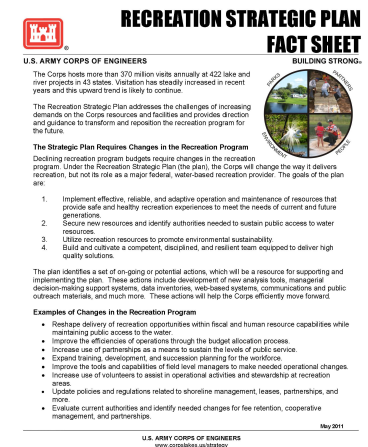 RECREATION STRATEGIC PLAN
FACT SHEET
®
U.S. ARMY CORPS OF ENGINEERS
BUILDING STRONG®
The Corps hosts more than 370 million visits annually at 422 lake and
river projects in 43 states. Visitation has steadily increased in recent
years and this upward trend is likely to continue.
PARKS
PARTNERS
ENVIRONMENT
PEOPLE
The Recreation Strategic Plan addresses the challenges of increasing
demands on the Corps resources and facilities and provides direction
and guidance to transform and reposition the recreation program for
the future.
The Strategic Plan Requires Changes in the Recreation Program
Declining recreation program budgets require changes in the recreation
program. Under the Recreation Strategic Plan (the plan), the Corps will change the way it delivers
recreation, but not its role as a major federal, water-based recreation provider. The goals of the plan
are:
1. Implement effective, reliable, and adaptive operation and maintenance of resources that
provide safe and healthy recreation experiences to meet the needs of current and future
generations.
2. Secure new resources and identify authorities needed to sustain public access to water
resources.
3. Utilize recreation resources to promote environmental sustainability.
4. Build and cultivate a competent, disciplined, and resilient team equipped to deliver high
quality solutions.
The plan identifies a set of on-going or potential actions, which will be a resource for supporting and
implementing the plan. These actions include development of new analysis tools, managerial
decision-making support systems, data inventories, web-based systems, communications and public
outreach materials, and much more. These actions will help the Corps efficiently move forward.
Examples of Changes in the Recreation Program
• Reshape delivery of recreation opportunities within fiscal and human resource capabilities while
maintaining public access to the water.
• Improve the efficiencies of operations through the budget allocation process.
• Increase use of partnerships as a means to sustain the levels of public service.
• Expand training, development, and succession planning for the workforce.
• Improve the tools and capabilities of field level managers to make needed operational changes.
• Increase use of volunteers to assist in operational activities and stewardship at recreation
areas.
• Update policies and regulations related to shoreline management, leases, partnerships, and
more.
• Evaluate current authorities and identify needed changes for fee retention, cooperative
management, and partnerships.
May 2011
U.S. ARMY CORPS OF ENGINEERS
www.corpslakes.us/strategy